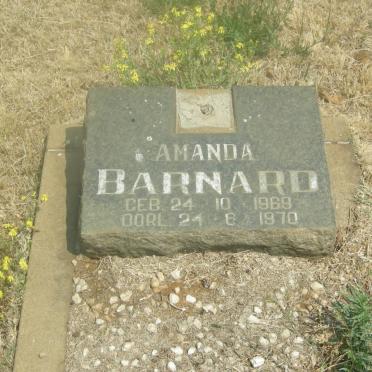 AMANDA
BARNARD
GEB. 24 10 1969
OORL. 24 6 1970